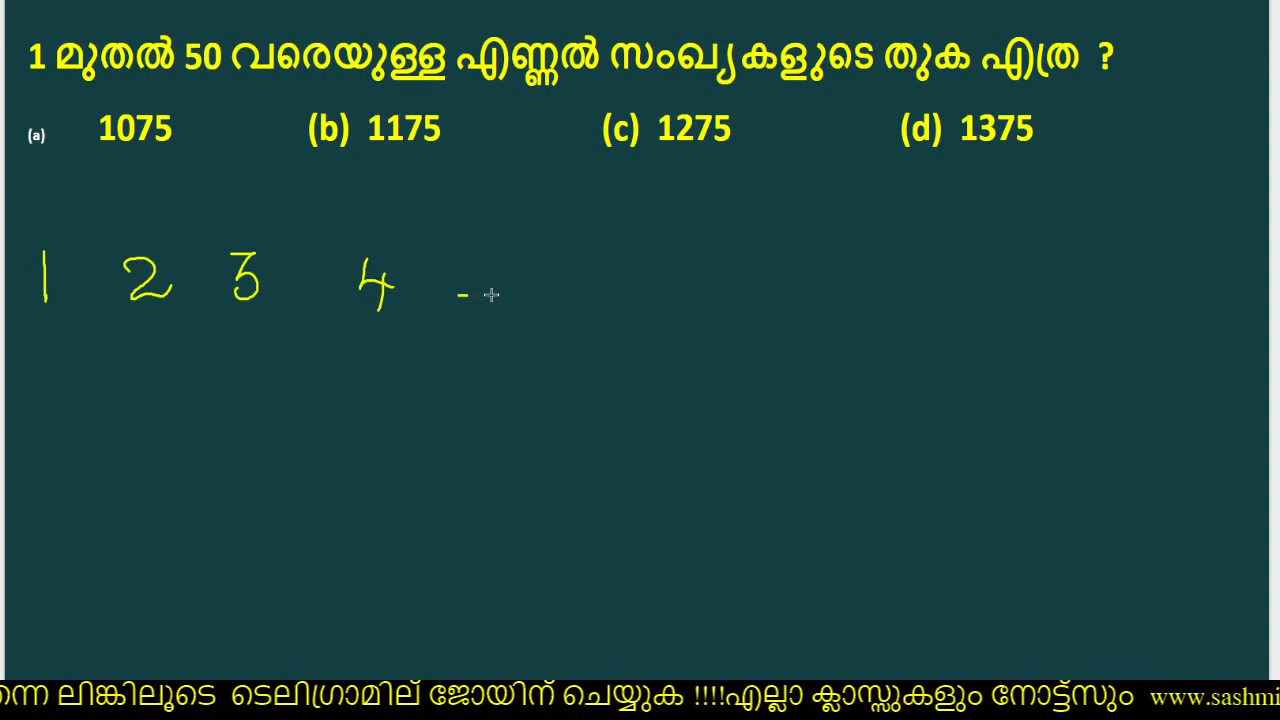 1 മുതൽ 50 വരെയുള്ള എണ്ണൽ സംഖ്യകളുടെ തുക എത്ര ?
(a) 1075 (b) 1175 (c) 1275 (d) 1375
1 2 3 4 -
ന്നെ ലിങ്കിലൂടെ ടെലിഗ്രാമില് ജോയിന് ചെയ്യുക !!!!എല്ലാ ക്ലാസ്സുകളും നോട്ട്സും www.sashmi